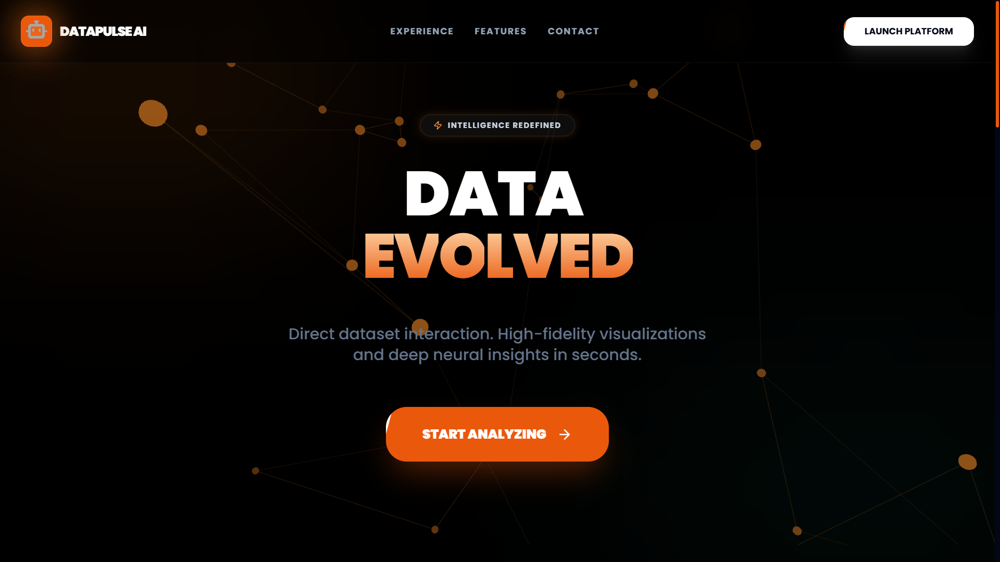 DATAPULSE AI
EXPERIENCE
FEATURES
CONTACT
LAUNCH PLATFORM
INTELLIGENCE REDEFINED
DATA
EVOLVED
Direct dataset interaction. High-fidelity visualizations
and deep neural insights in seconds.
START ANALYZING